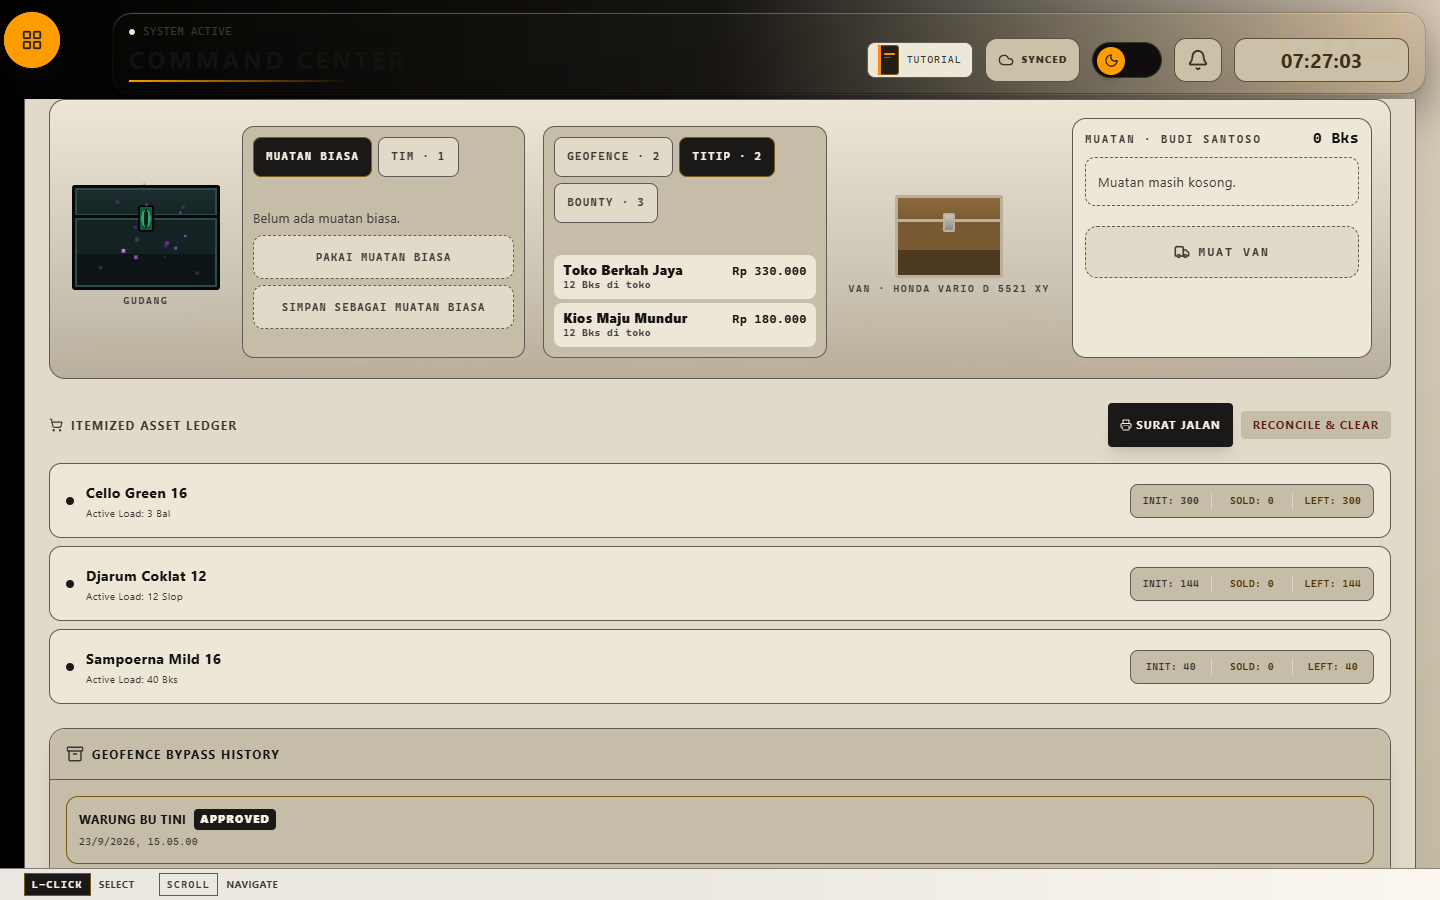 SYSTEM ACTIVE
COMMAND CENTER
TUTORIAL
SYNCED
07:27:03
GUDANG
MUATAN BIASA
TIM · 1
Belum ada muatan biasa.
PAKAI MUATAN BIASA
SIMPAN SEBAGAI MUATAN BIASA
GEOFENCE · 2
TITIP · 2
BOUNTY · 3
Toko Berkah Jaya
Rp 330.000
12 Bks di toko
Kios Maju Mundur
Rp 180.000
12 Bks di toko
VAN · HONDA VARIO D 5521 XY
MUATAN · BUDI SANTOSO
0 Bks
Muatan masih kosong.
MUAT VAN
ITEMIZED ASSET LEDGER
SURAT JALAN
RECONCILE & CLEAR
Cello Green 16
Active Load: 3 Bal
INIT: 300
SOLD: 0
LEFT: 300
Djarum Coklat 12
Active Load: 12 Slop
INIT: 144
SOLD: 0
LEFT: 144
Sampoerna Mild 16
Active Load: 40 Bks
INIT: 40
SOLD: 0
LEFT: 40
GEOFENCE BYPASS HISTORY
WARUNG BU TINI
APPROVED
23/9/2026, 15.05.00
L-CLICK
SELECT
SCROLL
NAVIGATE